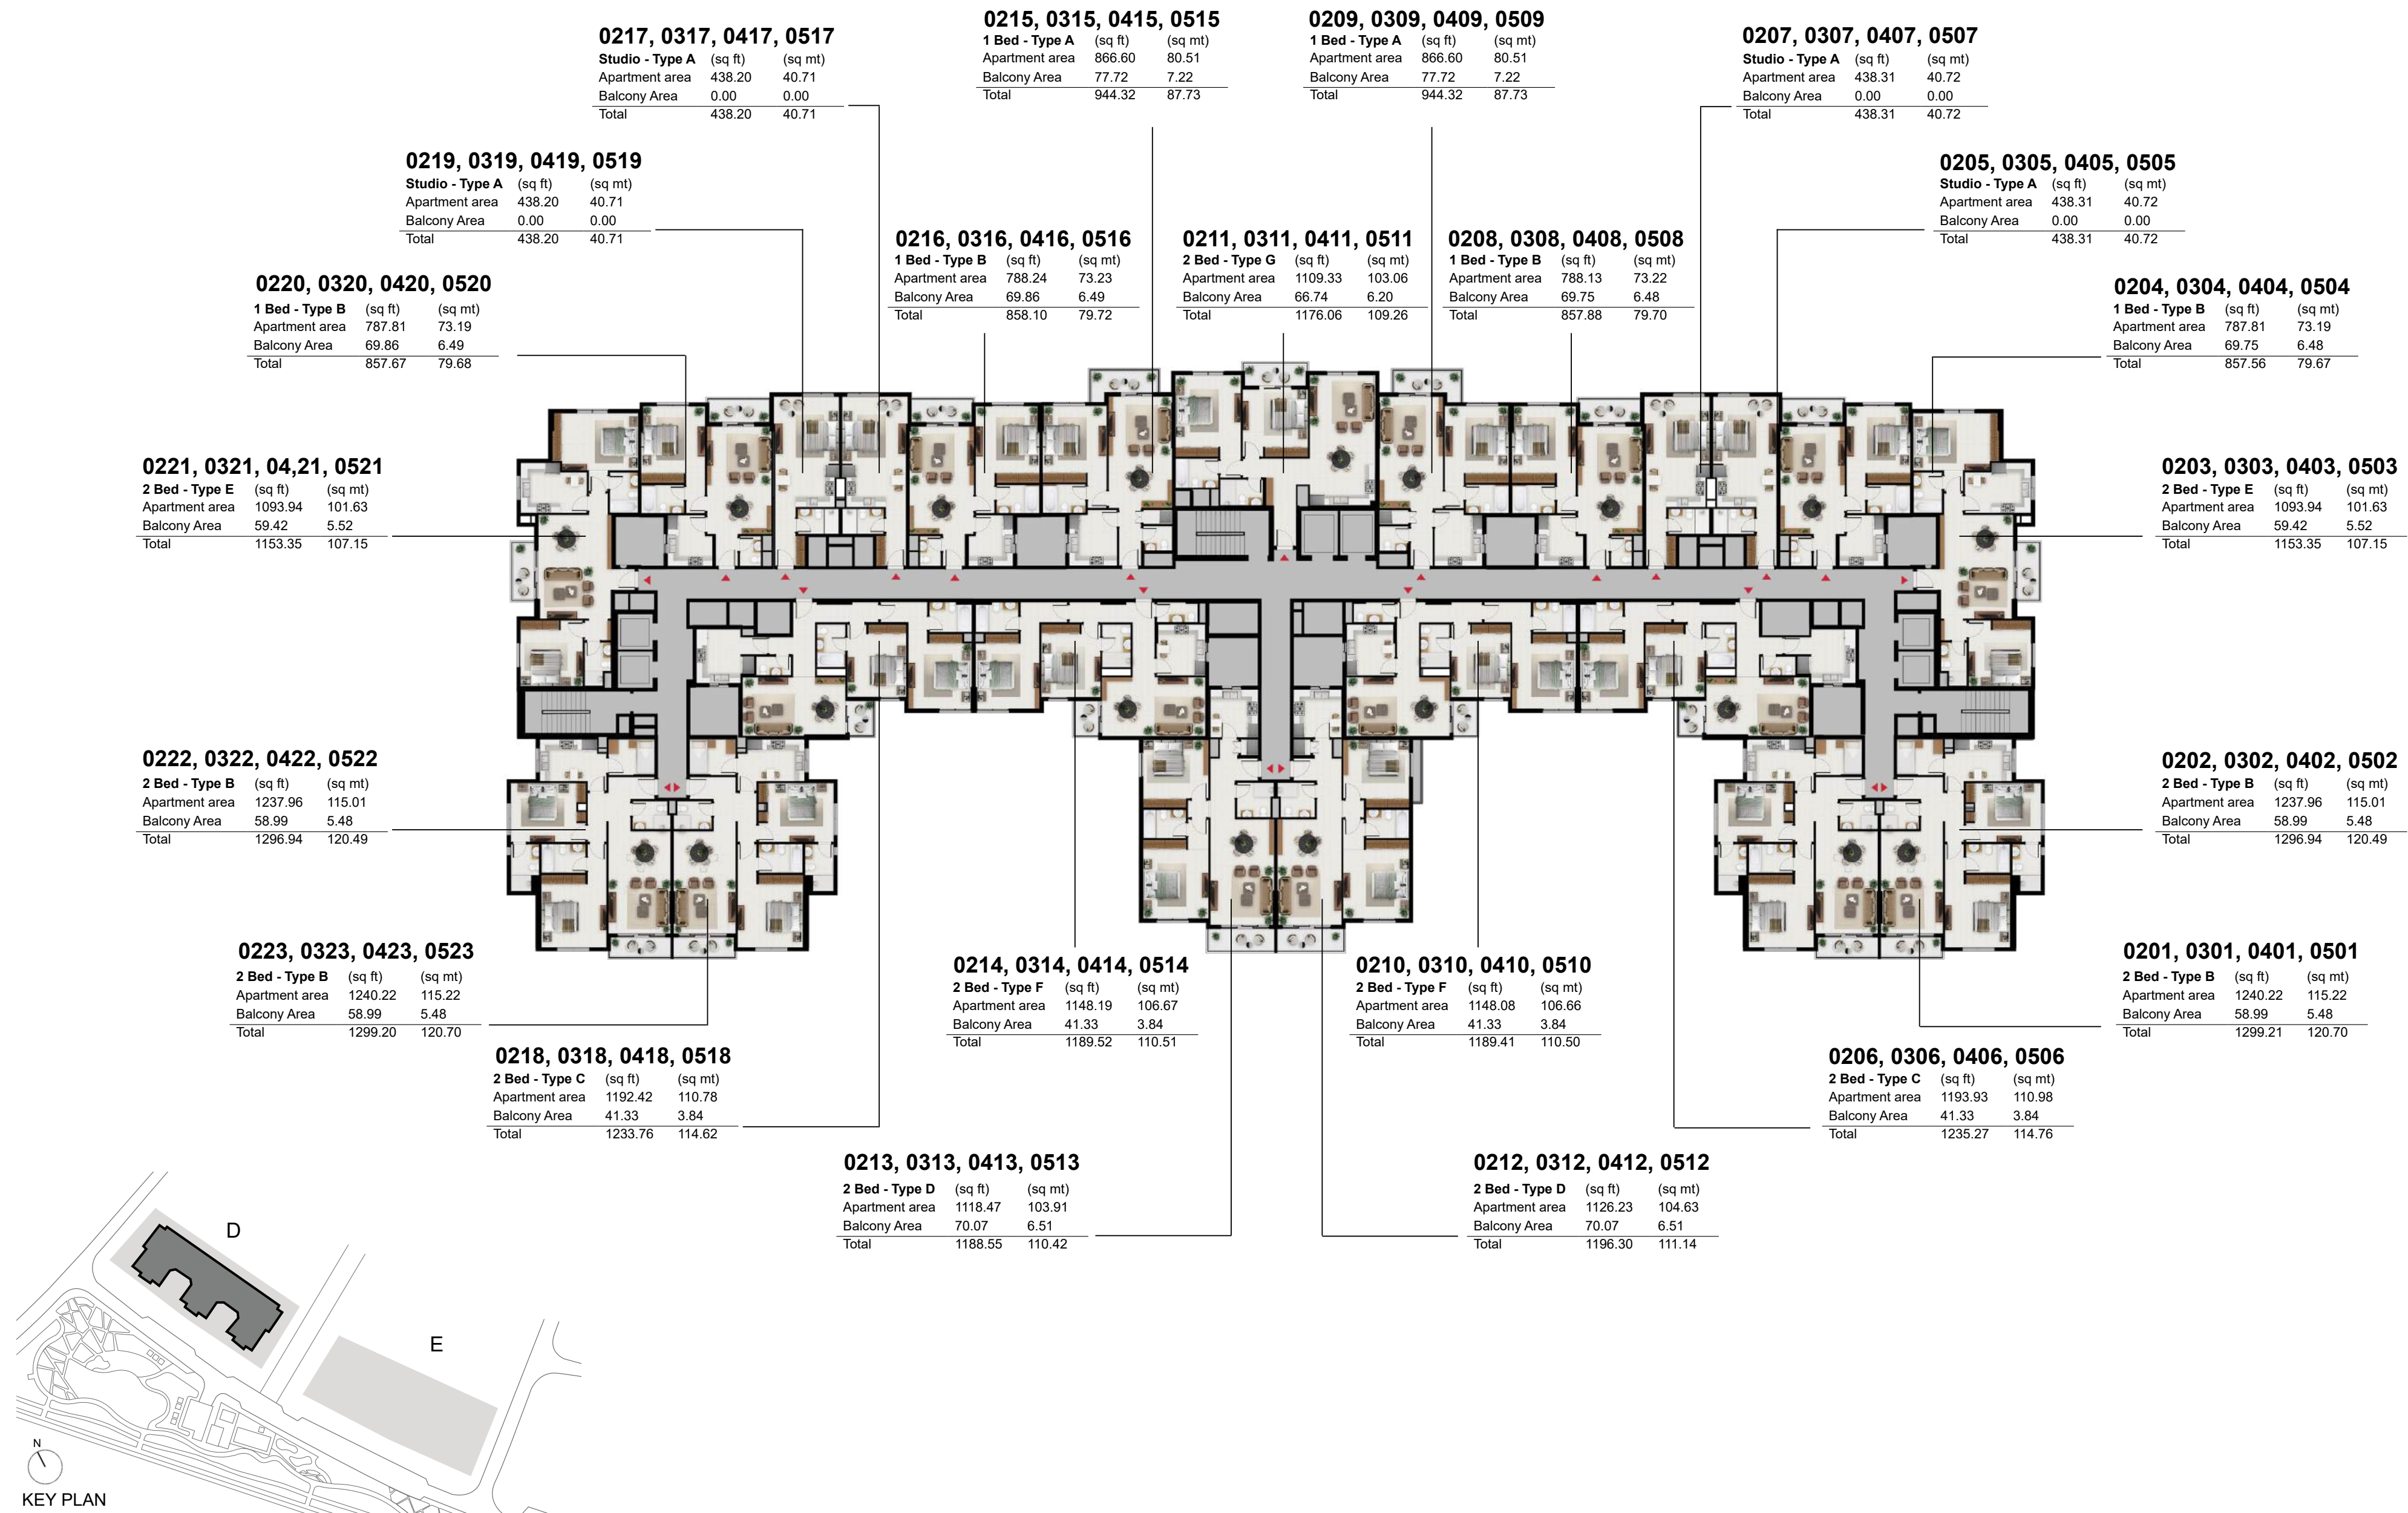 0217, 0317, 0417, 0517
Studio - Type A (sq ft) (sq mt)
Apartment area 438.20 40.71
Balcony Area 0.00 0.00
Total 438.20 40.71
0215, 0315, 0415, 0515
1 Bed - Type A (sq ft) (sq mt)
Apartment area 866.60 80.51
Balcony Area 77.72 7.22
Total 944.32 87.73
0209, 0309, 0409, 0509
1 Bed - Type A (sq ft) (sq mt)
Apartment area 866.60 80.51
Balcony Area 77.72 7.22
Total 944.32 87.73
0207, 0307, 0407, 0507
Studio - Type A (sq ft) (sq mt)
Apartment area 438.31 40.72
Balcony Area 0.00 0.00
Total 438.31 40.72
0219, 0319, 0419, 0519
Studio - Type A (sq ft) (sq mt)
Apartment area 438.20 40.71
Balcony Area 0.00 0.00
Total 438.20 40.71
0205, 0305, 0405, 0505
Studio - Type A (sq ft) (sq mt)
Apartment area 438.31 40.72
Balcony Area 0.00 0.00
Total 438.31 40.72
0216, 0316, 0416, 0516
1 Bed - Type B (sq ft) (sq mt)
Apartment area 788.24 73.23
Balcony Area 69.86 6.49
Total 858.10 79.72
0211, 0311, 0411, 0511
2 Bed - Type G (sq ft) (sq mt)
Apartment area 1109.33 103.06
Balcony Area 66.74 6.20
Total 1176.06 109.26
0208, 0308, 0408, 0508
1 Bed - Type B (sq ft) (sq mt)
Apartment area 788.13 73.22
Balcony Area 69.75 6.48
Total 857.88 79.70
0220, 0320, 0420, 0520
1 Bed - Type B (sq ft) (sq mt)
Apartment area 787.81 73.19
Balcony Area 69.86 6.49
Total 857.67 79.68
0204, 0304, 0404, 0504
1 Bed - Type B (sq ft) (sq mt)
Apartment area 787.81 73.19
Balcony Area 69.75 6.48
Total 857.56 79.67
0221, 0321, 04,21, 0521
2 Bed - Type E (sq ft) (sq mt)
Apartment area 1093.94 101.63
Balcony Area 59.42 5.52
Total 1153.35 107.15
0203, 0303, 0403, 0503
2 Bed - Type E (sq ft) (sq mt)
Apartment area 1093.94 101.63
Balcony Area 59.42 5.52
Total 1153.35 107.15
0222, 0322, 0422, 0522
2 Bed - Type B (sq ft) (sq mt)
Apartment area 1237.96 115.01
Balcony Area 58.99 5.48
Total 1296.94 120.49
0202, 0302, 0402, 0502
2 Bed - Type B (sq ft) (sq mt)
Apartment area 1237.96 115.01
Balcony Area 58.99 5.48
Total 1296.94 120.49
0223, 0323, 0423, 0523
2 Bed - Type B (sq ft) (sq mt)
Apartment area 1240.22 115.22
Balcony Area 58.99 5.48
Total 1299.20 120.70
0214, 0314, 0414, 0514
2 Bed - Type F (sq ft) (sq mt)
Apartment area 1148.19 106.67
Balcony Area 41.33 3.84
Total 1189.52 110.51
0210, 0310, 0410, 0510
2 Bed - Type F (sq ft) (sq mt)
Apartment area 1148.08 106.66
Balcony Area 41.33 3.84
Total 1189.41 110.50
0201, 0301, 0401, 0501
2 Bed - Type B (sq ft) (sq mt)
Apartment area 1240.22 115.22
Balcony Area 58.99 5.48
Total 1299.21 120.70
0218, 0318, 0418, 0518
2 Bed - Type C (sq ft) (sq mt)
Apartment area 1192.42 110.78
Balcony Area 41.33 3.84
Total 1233.76 114.62
0206, 0306, 0406, 0506
2 Bed - Type C (sq ft) (sq mt)
Apartment area 1193.93 110.98
Balcony Area 41.33 3.84
Total 1235.27 114.76
0213, 0313, 0413, 0513
2 Bed - Type D (sq ft) (sq mt)
Apartment area 1118.47 103.91
Balcony Area 70.07 6.51
Total 1188.55 110.42
0212, 0312, 0412, 0512
2 Bed - Type D (sq ft) (sq mt)
Apartment area 1126.23 104.63
Balcony Area 70.07 6.51
Total 1196.30 111.14
D
E
N
KEY PLAN